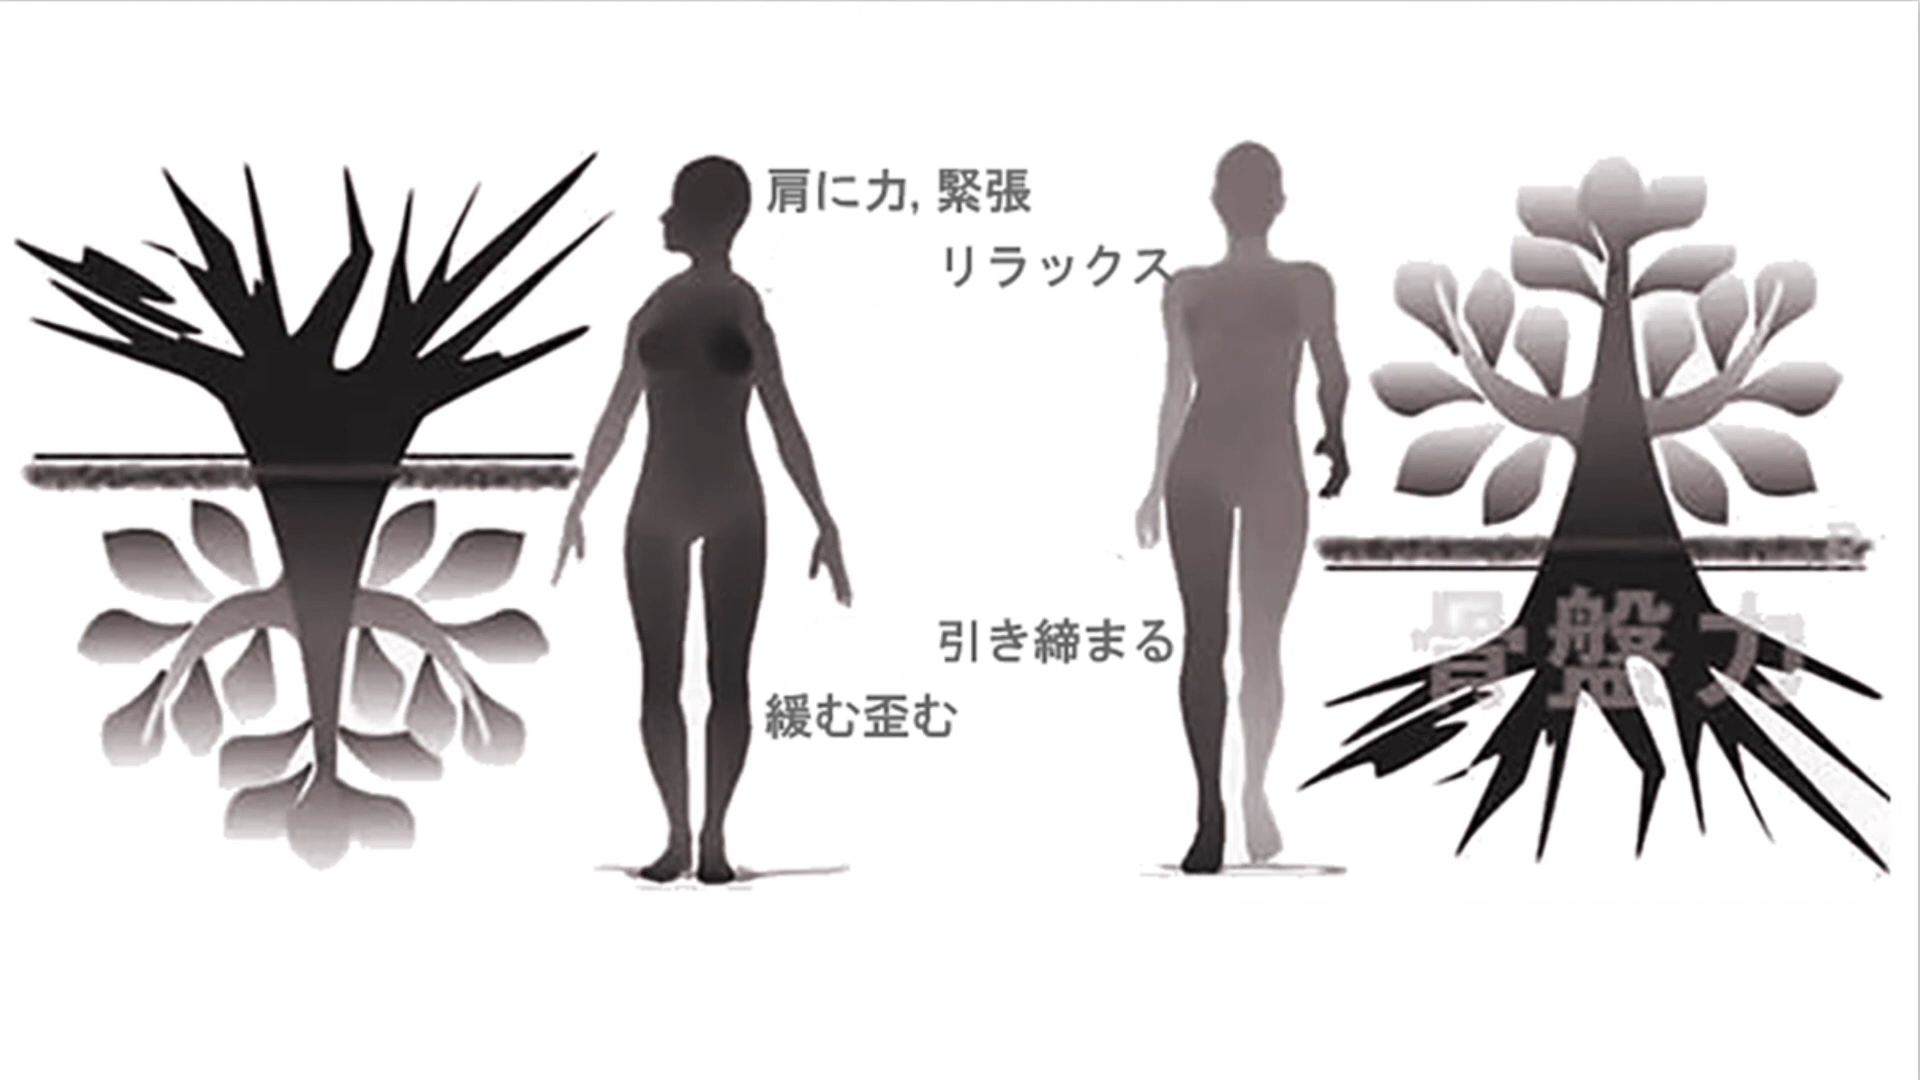 肩に力, 緊張
リラックス
引き締まる
緩む歪む
骨盤力